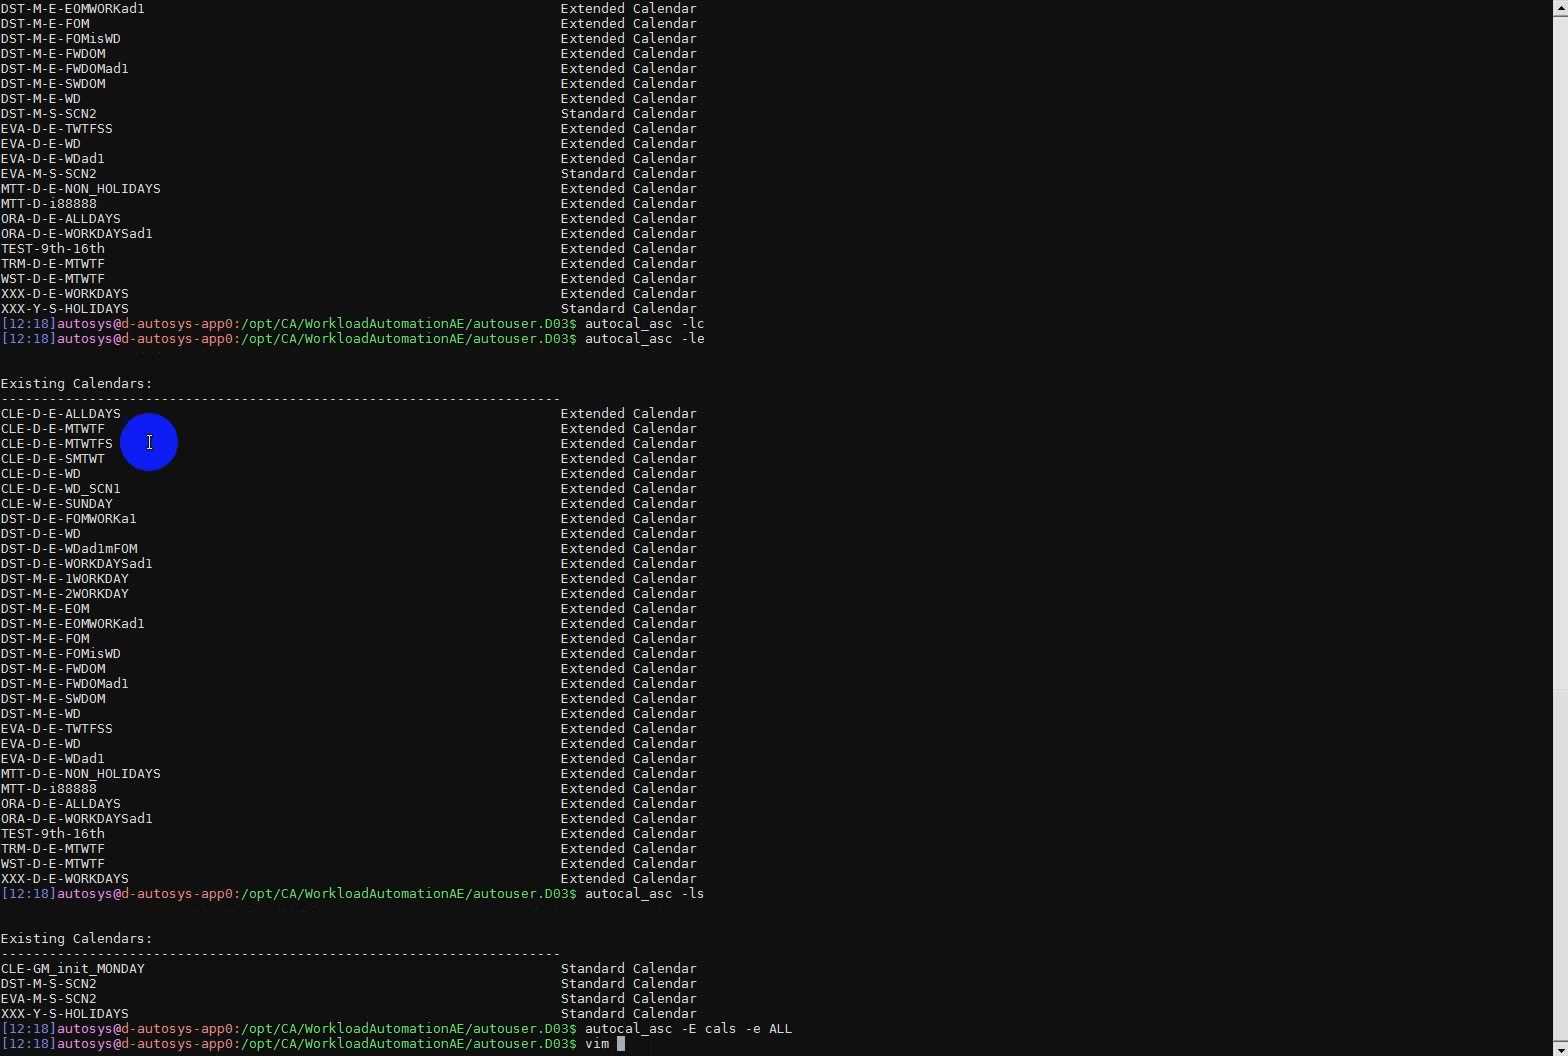 DST-M-E-EOMWORKad1 Extended Calendar
DST-M-E-FOM Extended Calendar
DST-M-E-FOMisWD Extended Calendar
DST-M-E-FWDOM Extended Calendar
DST-M-E-FWDOMad1 Extended Calendar
DST-M-E-SWDOM Extended Calendar
DST-M-E-WD Extended Calendar
DST-M-S-SCN2 Standard Calendar
EVA-D-E-TWTFSS Extended Calendar
EVA-D-E-WD Extended Calendar
EVA-D-E-WDad1 Extended Calendar
EVA-M-S-SCN2 Standard Calendar
MTT-D-E-NON_HOLIDAYS Extended Calendar
MTT-D-i88888 Extended Calendar
ORA-D-E-ALLDAYS Extended Calendar
ORA-D-E-WORKDAYSad1 Extended Calendar
TEST-9th-16th Extended Calendar
TRM-D-E-MTWTF Extended Calendar
WST-D-E-MTWTF Extended Calendar
XXX-D-E-WORKDAYS Extended Calendar
XXX-Y-S-HOLIDAYS Standard Calendar
[12:18]autosys@d-autosys-app0:/opt/CA/WorkloadAutomationAE/autouser.D03$ autocal_asc -lc
[12:18]autosys@d-autosys-app0:/opt/CA/WorkloadAutomationAE/autouser.D03$ autocal_asc -le
Existing Calendars:
----------------------------------------------------------------------
CLE-D-E-ALLDAYS Extended Calendar
CLE-D-E-MTWTF Extended Calendar
CLE-D-E-MTWTFS Extended Calendar
CLE-D-E-SMTWT Extended Calendar
CLE-D-E-WD Extended Calendar
CLE-D-E-WD_SCN1 Extended Calendar
CLE-W-E-SUNDAY Extended Calendar
DST-D-E-FOMWORKa1 Extended Calendar
DST-D-E-WD Extended Calendar
DST-D-E-WDad1mFOM Extended Calendar
DST-D-E-WORKDAYSad1 Extended Calendar
DST-M-E-1WORKDAY Extended Calendar
DST-M-E-2WORKDAY Extended Calendar
DST-M-E-EOM Extended Calendar
DST-M-E-EOMWORKad1 Extended Calendar
DST-M-E-FOM Extended Calendar
DST-M-E-FOMisWD Extended Calendar
DST-M-E-FWDOM Extended Calendar
DST-M-E-FWDOMad1 Extended Calendar
DST-M-E-SWDOM Extended Calendar
DST-M-E-WD Extended Calendar
EVA-D-E-TWTFSS Extended Calendar
EVA-D-E-WD Extended Calendar
EVA-D-E-WDad1 Extended Calendar
MTT-D-E-NON_HOLIDAYS Extended Calendar
MTT-D-i88888 Extended Calendar
ORA-D-E-ALLDAYS Extended Calendar
ORA-D-E-WORKDAYSad1 Extended Calendar
TEST-9th-16th Extended Calendar
TRM-D-E-MTWTF Extended Calendar
WST-D-E-MTWTF Extended Calendar
XXX-D-E-WORKDAYS Extended Calendar
[12:18]autosys@d-autosys-app0:/opt/CA/WorkloadAutomationAE/autouser.D03$ autocal_asc -ls
Existing Calendars:
----------------------------------------------------------------------
CLE-GM_init_MONDAY Standard Calendar
DST-M-S-SCN2 Standard Calendar
EVA-M-S-SCN2 Standard Calendar
XXX-Y-S-HOLIDAYS Standard Calendar
[12:18]autosys@d-autosys-app0:/opt/CA/WorkloadAutomationAE/autouser.D03$ autocal_asc -E cals -e ALL
[12:18]autosys@d-autosys-app0:/opt/CA/WorkloadAutomationAE/autouser.D03$ vim